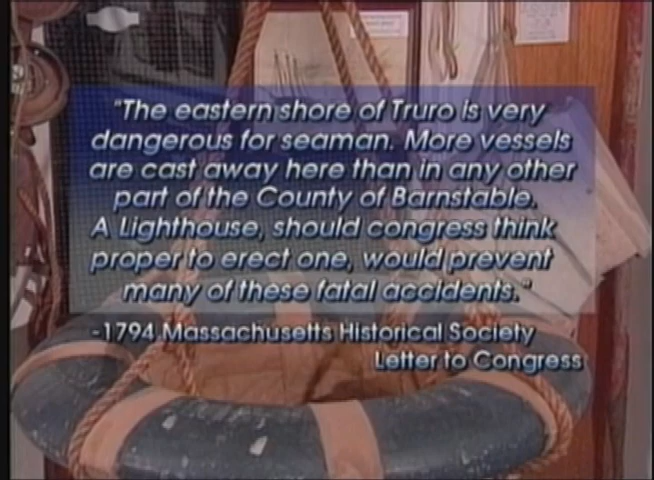 "The eastern shore of Truro is very
dangerous for seaman. More vessels
are cast away here than in any other
part of the County of Barnstable.
A Lighthouse, should congress think
proper to erect one, would prevent
many of these fatal accidents."
-1794 Massachusetts Historical Society
Letter to Congress